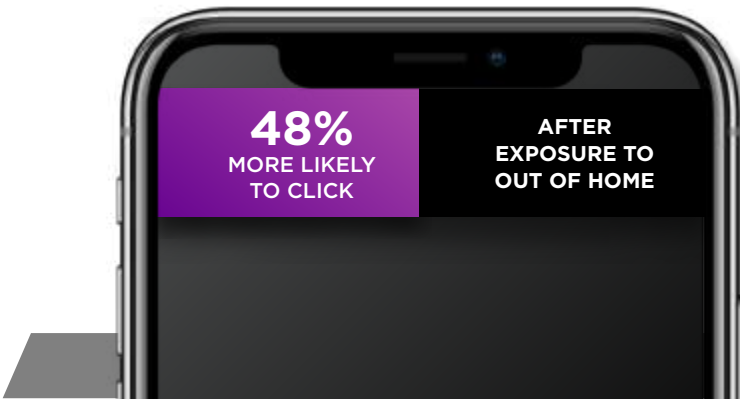 48%
MORE LIKELY
TO CLICK
AFTER
EXPOSURE TO
OUT OF HOME